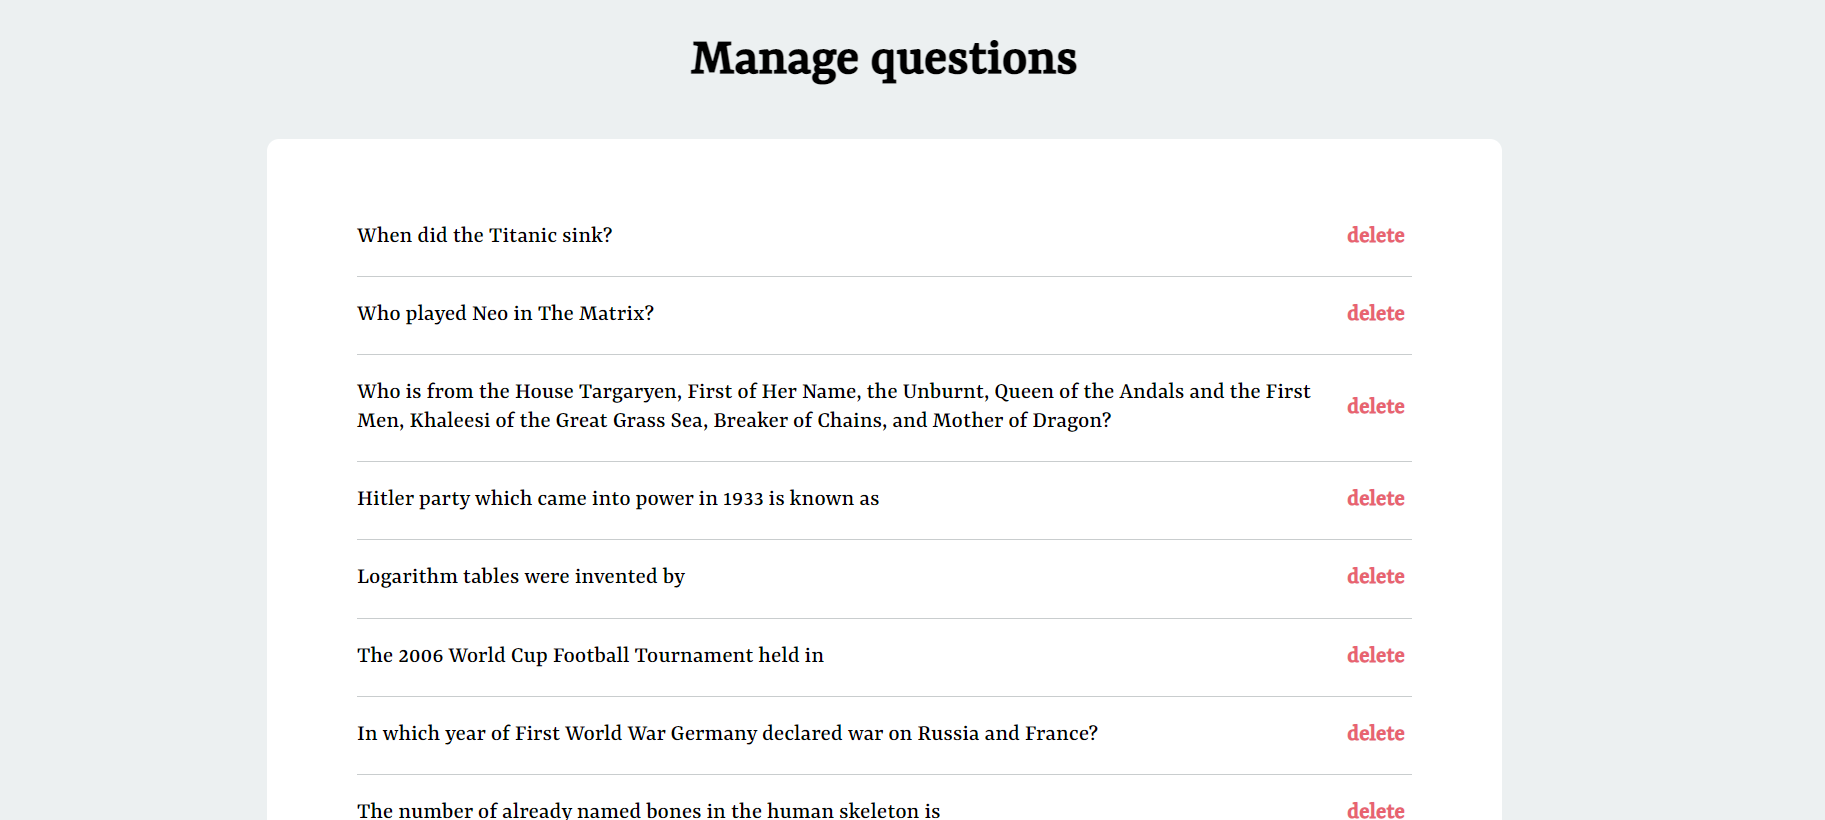 Manage questions
When did the Titanic sink? delete
Who played Neo in The Matrix? delete
Who is from the House Targaryen, First of Her Name, the Unburnt, Queen of the Andals and the First
Men, Khaleesi of the Great Grass Sea, Breaker of Chains, and Mother of Dragon? delete
Hitler party which came into power in 1933 is known as delete
Logarithm tables were invented by delete
The 2006 World Cup Football Tournament held in delete
In which year of First World War Germany declared war on Russia and France? delete
The number of already named bones in the human skeleton is delete